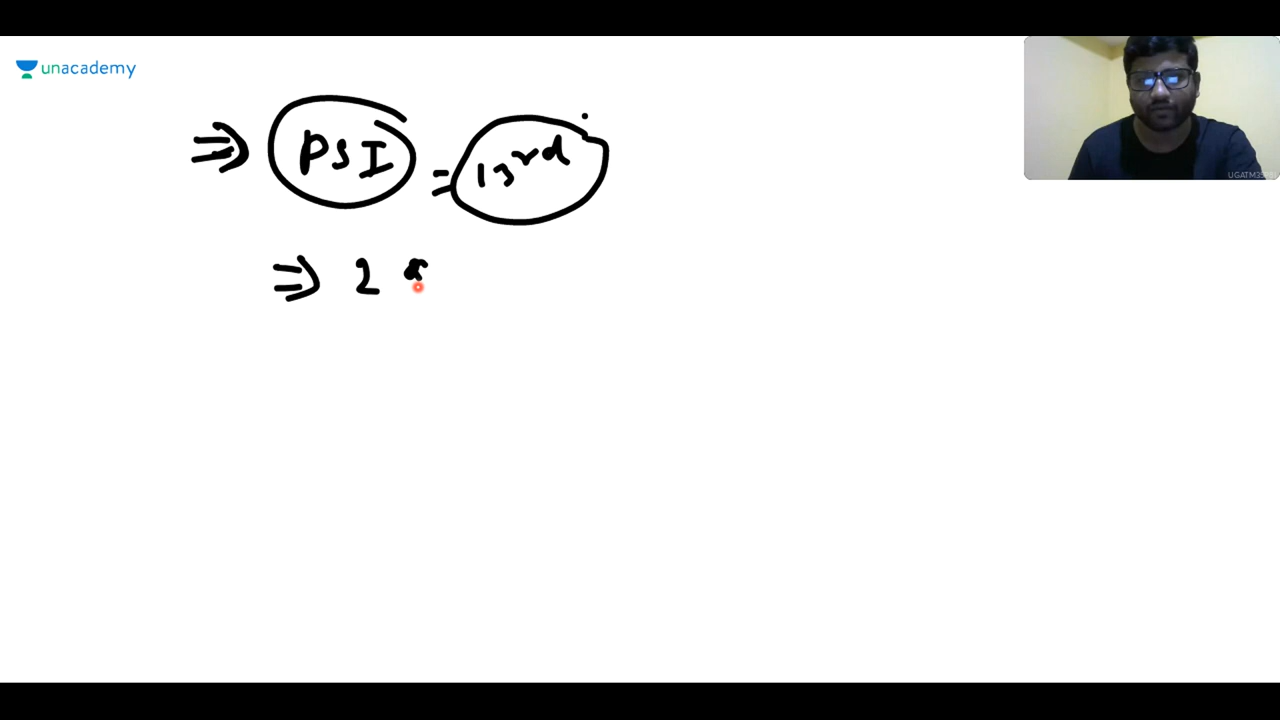 unacademy
⇒ PSI = 13rd
⇒ 2